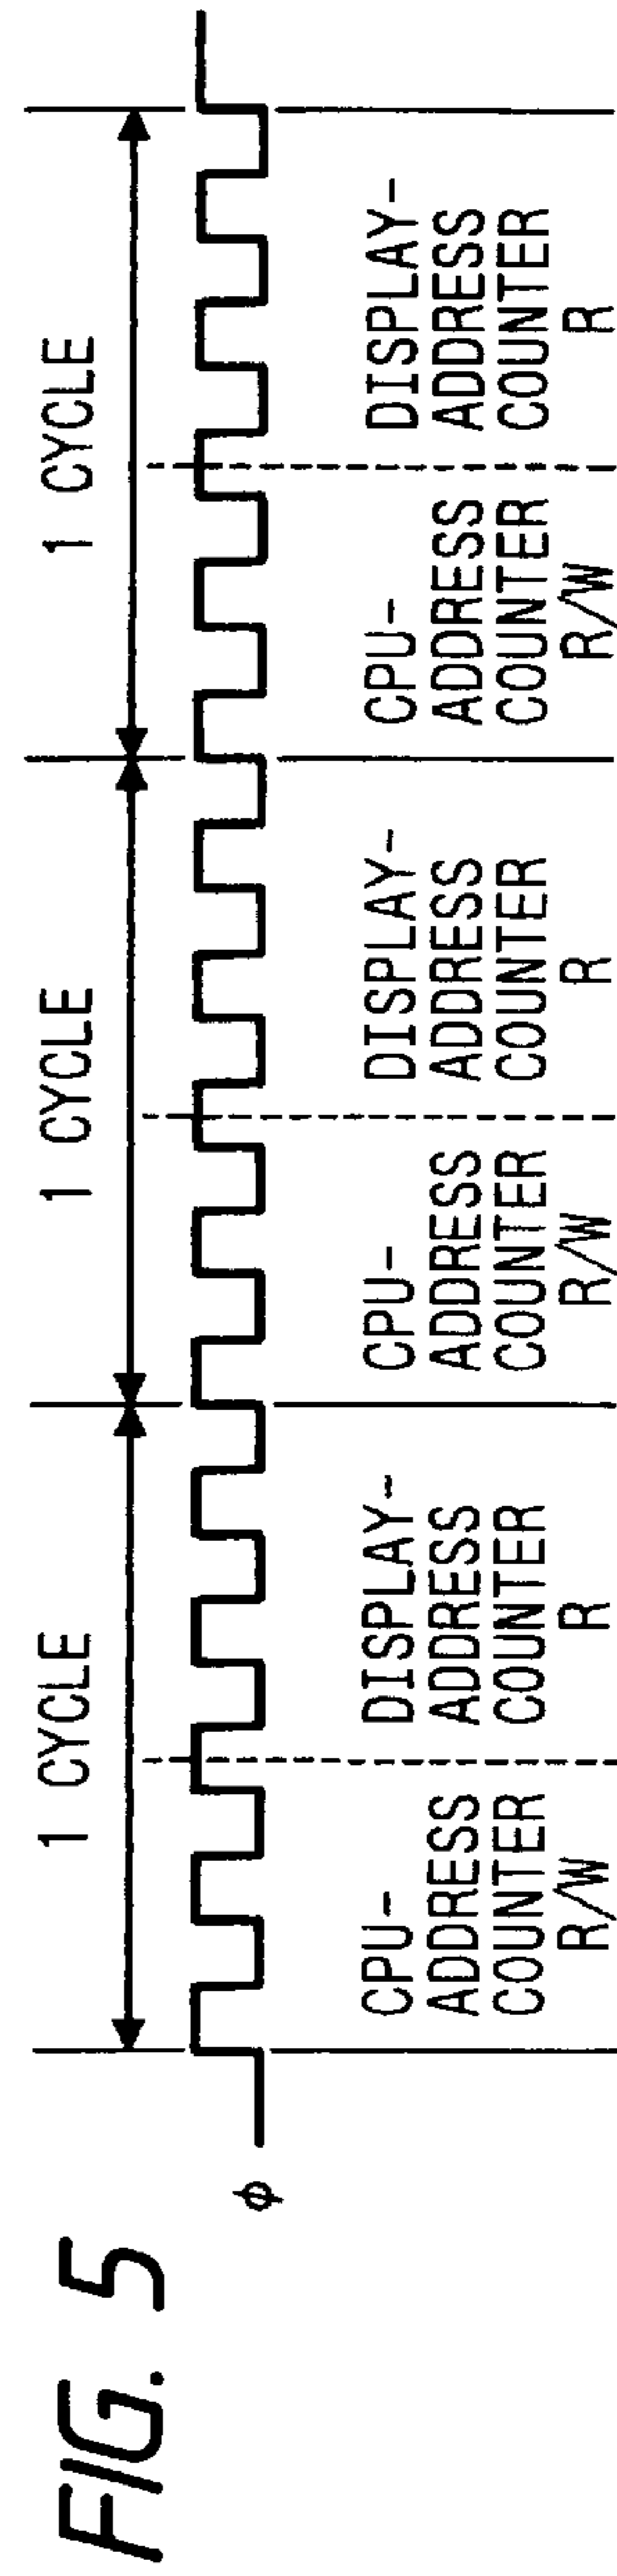 FIG. 5
1 CYCLE
1 CYCLE
1 CYCLE
φ
CPU-
ADDRESS
COUNTER
R/W
DISPLAY-
ADDRESS
COUNTER
R
CPU-
ADDRESS
COUNTER
R/W
DISPLAY-
ADDRESS
COUNTER
R
CPU-
ADDRESS
COUNTER
R/W
DISPLAY-
ADDRESS
COUNTER
R